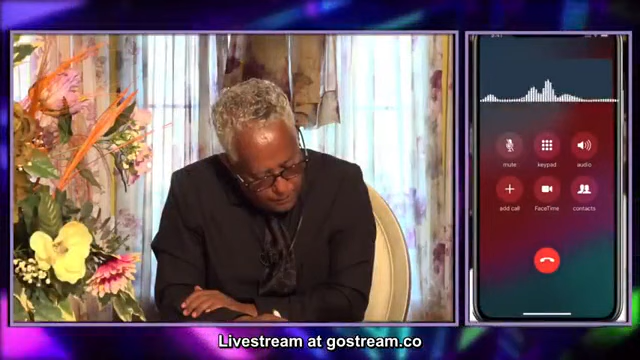 mute keypad audio
add call FaceTime contacts
Livestream at gostream.co